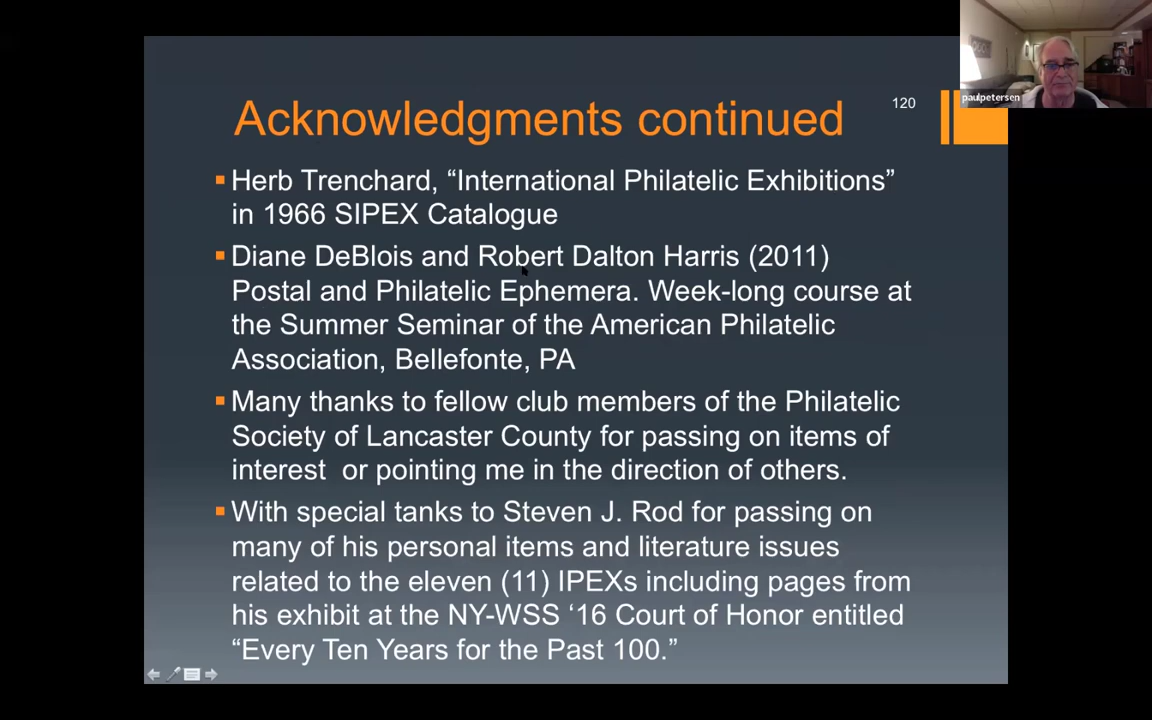 Acknowledgments continued
120
paulpetersen
Herb Trenchard, “International Philatelic Exhibitions”
in 1966 SIPEX Catalogue
Diane DeBlois and Robert Dalton Harris (2011)
Postal and Philatelic Ephemera. Week-long course at
the Summer Seminar of the American Philatelic
Association, Bellefonte, PA
Many thanks to fellow club members of the Philatelic
Society of Lancaster County for passing on items of
interest  or pointing me in the direction of others.
With special tanks to Steven J. Rod for passing on
many of his personal items and literature issues
related to the eleven (11) IPEXs including pages from
his exhibit at the NY-WSS ‘16 Court of Honor entitled
“Every Ten Years for the Past 100.”